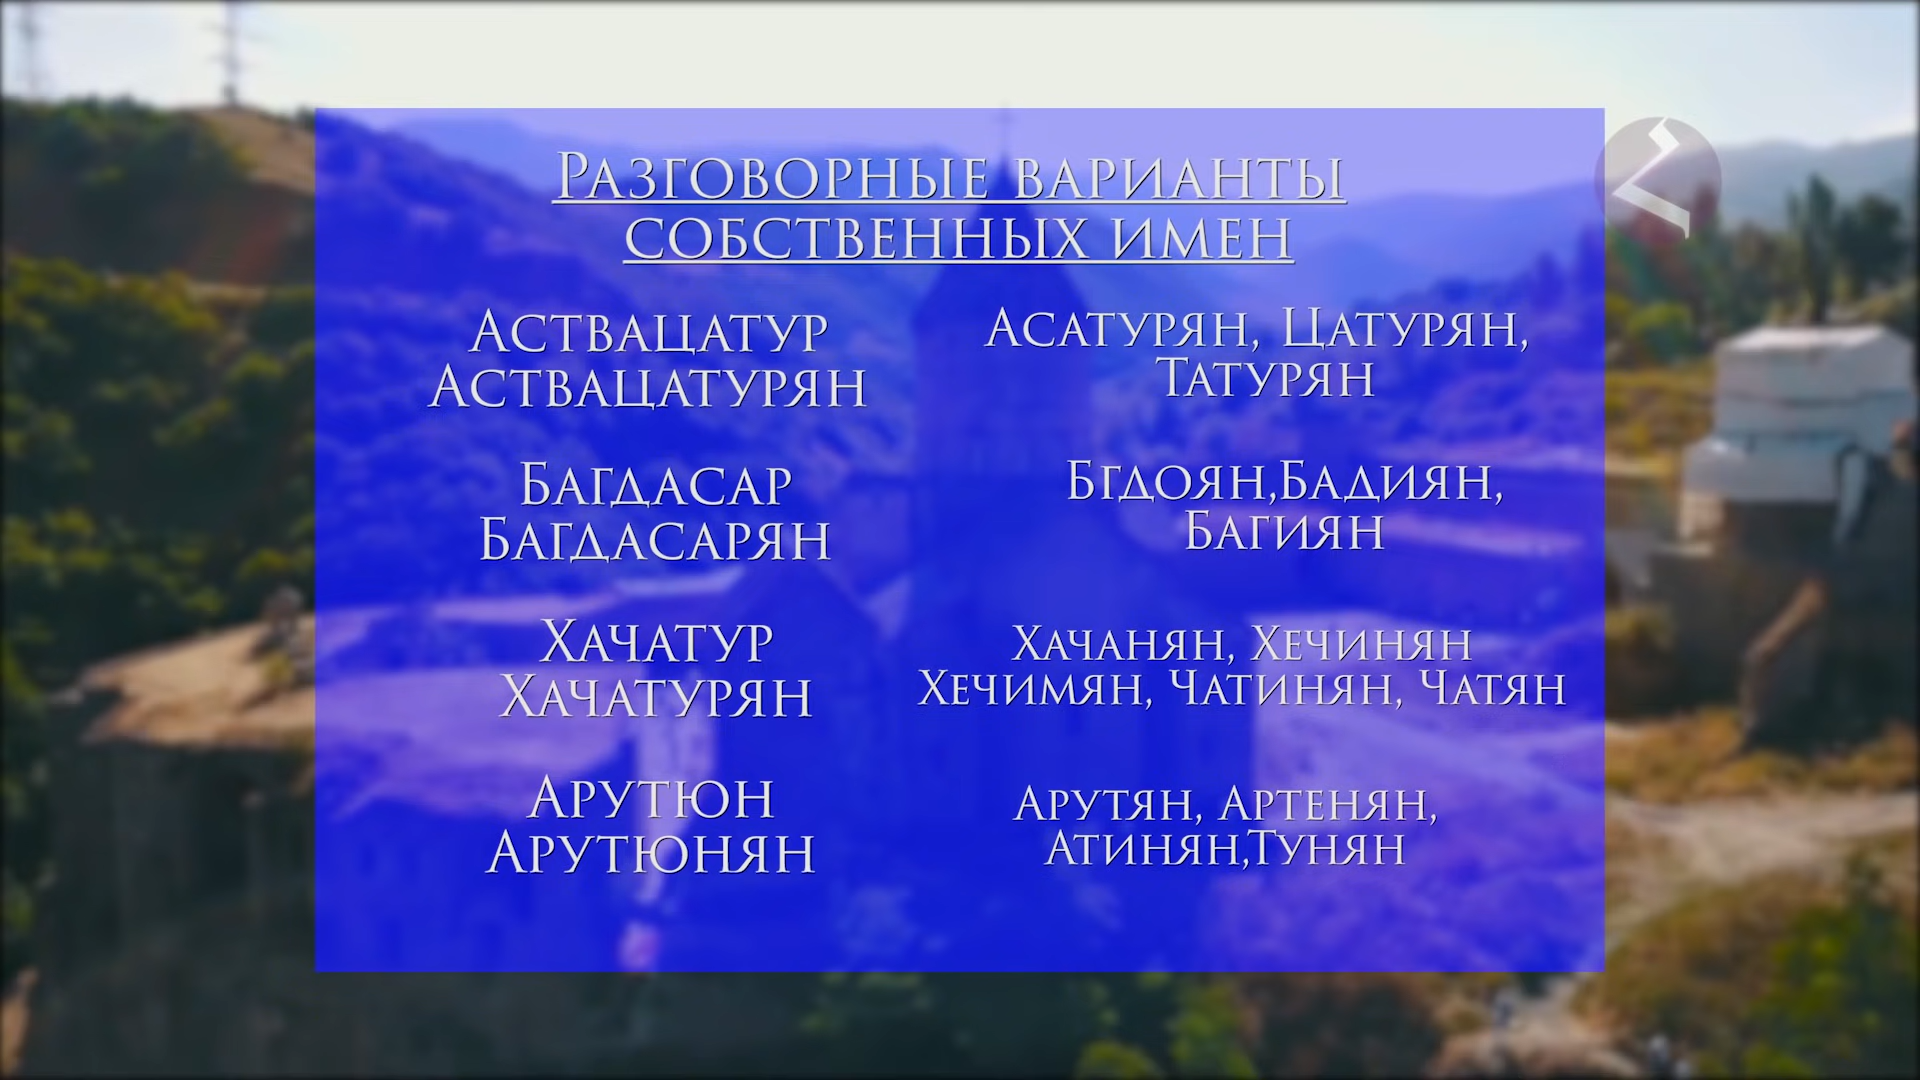 Разговорные варианты
собственных имен
Аствацатур
Аствацатурян
Асатурян, Цатурян,
Татурян
Багдасар
Багдасарян
Бгдоян,Бадиян,
Багиян
Хачатур
Хачатурян
Хачанян, Хечинян
Хечимян, Чатинян, Чатян
Арутюн
Арутюнян
Арутян, Артенян,
Атинян,Тунян